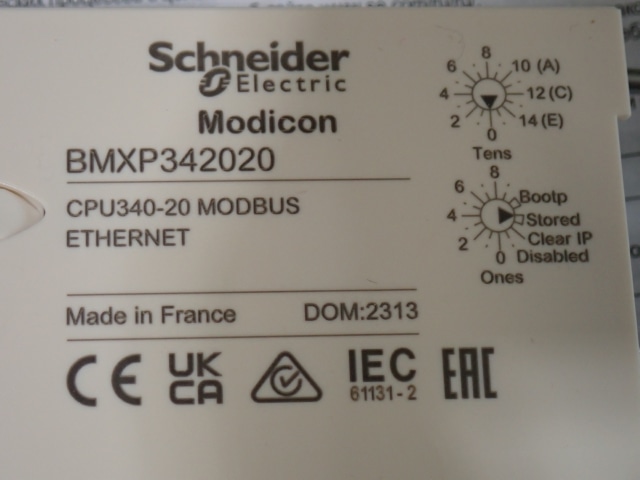 Schneider
Electric
Modicon
BMXP342020
CPU340-20 MODBUS
ETHERNET
Made in France DOM:2313
CE UK CA IEC 61131-2 EAC
8
6 10 (A)
4 12 (C)
2 14 (E)
0
Tens
8
6 Bootp
4 Stored
Clear IP
2 Disabled
0
Ones